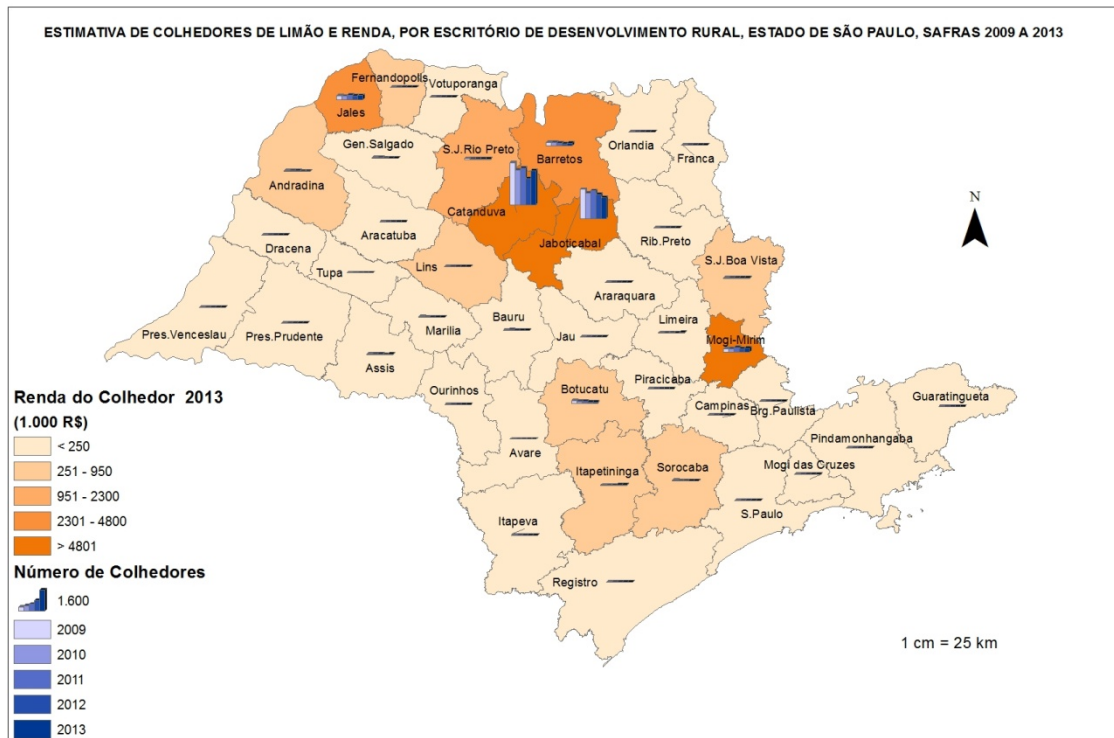 ESTIMATIVA DE COLHEDORES DE LIMÃO E RENDA, POR ESCRITÓRIO DE DESENVOLVIMENTO RURAL, ESTADO DE SÃO PAULO, SAFRAS 2009 A 2013
Fernandopolis
Votuporanga
Jales
Gen.Salgado
S.J.Rio Preto
Barretos
Orlandia
Franca
Andradina
Catanduva
N
Aracatuba
Jaboticabal
Rib.Preto
Dracena
Lins
S.J.Boa Vista
Tupa
Araraquara
Pres.Venceslau
Pres.Prudente
Marilia
Bauru
Jau
Limeira
Mogi-Mirim
Assis
Ourinhos
Botucatu
Piracicaba
Campinas
Brg.Paulista
Guaratingueta
Avare
Pindamonhangaba
Itapetininga
Sorocaba
Mogi das Cruzes
S.Paulo
Itapeva
Registro
Renda do Colhedor 2013
(1.000 R$)
< 250
251 - 950
951 - 2300
2301 - 4800
> 4801
Número de Colhedores
1.600
2009
2010
2011
2012
2013
1 cm = 25 km